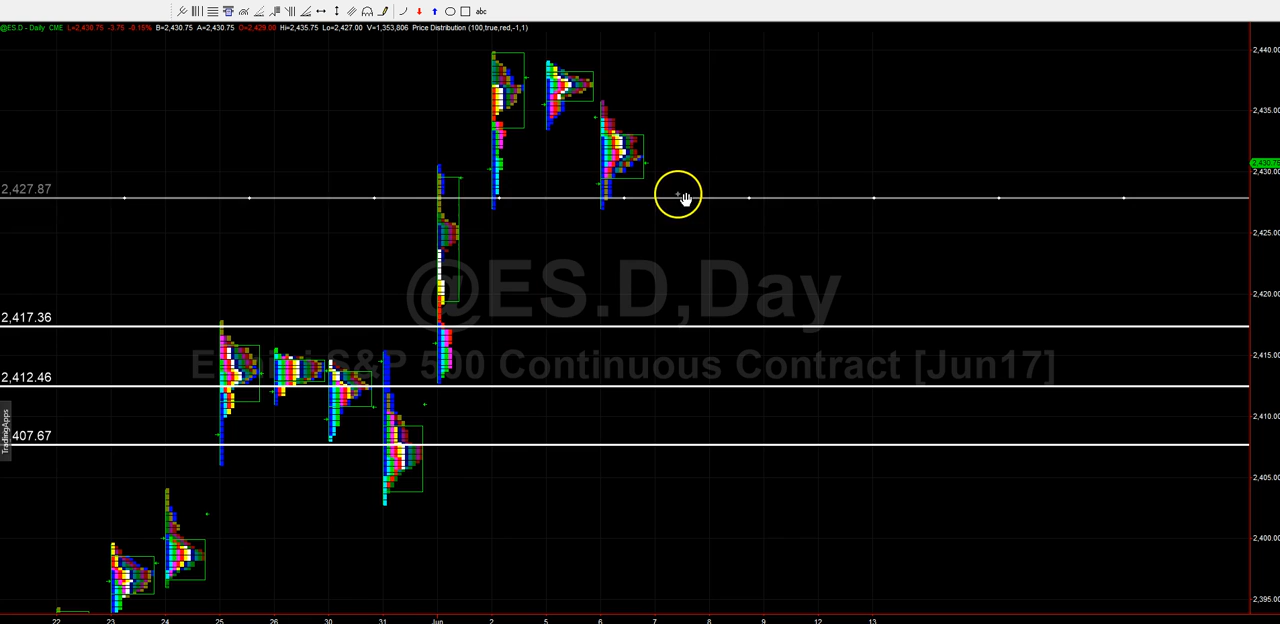 abc
@ES.D - Daily CME L=2,430.75 -3.75 -0.15% B=2,430.75 A=2,430.75 O=2,429.00 Hi=2,435.75 Lo=2,427.00 V=1,353,806 Price Distribution (100,true,red,-1,1)
2,440.00
2,435.00
2,430.75
2,430.00
2,427.87
2,425.00
@ES.D,Day
2,420.00
2,417.36
S&P 500 Continuous Contract [Jun17]
2,415.00
2,412.46
2,410.00
TradingApps
407.67
2,405.00
2,400.00
2,395.00
22 23 24 25 26 30 31 Jun 2 5 6 7 8 9 12 13